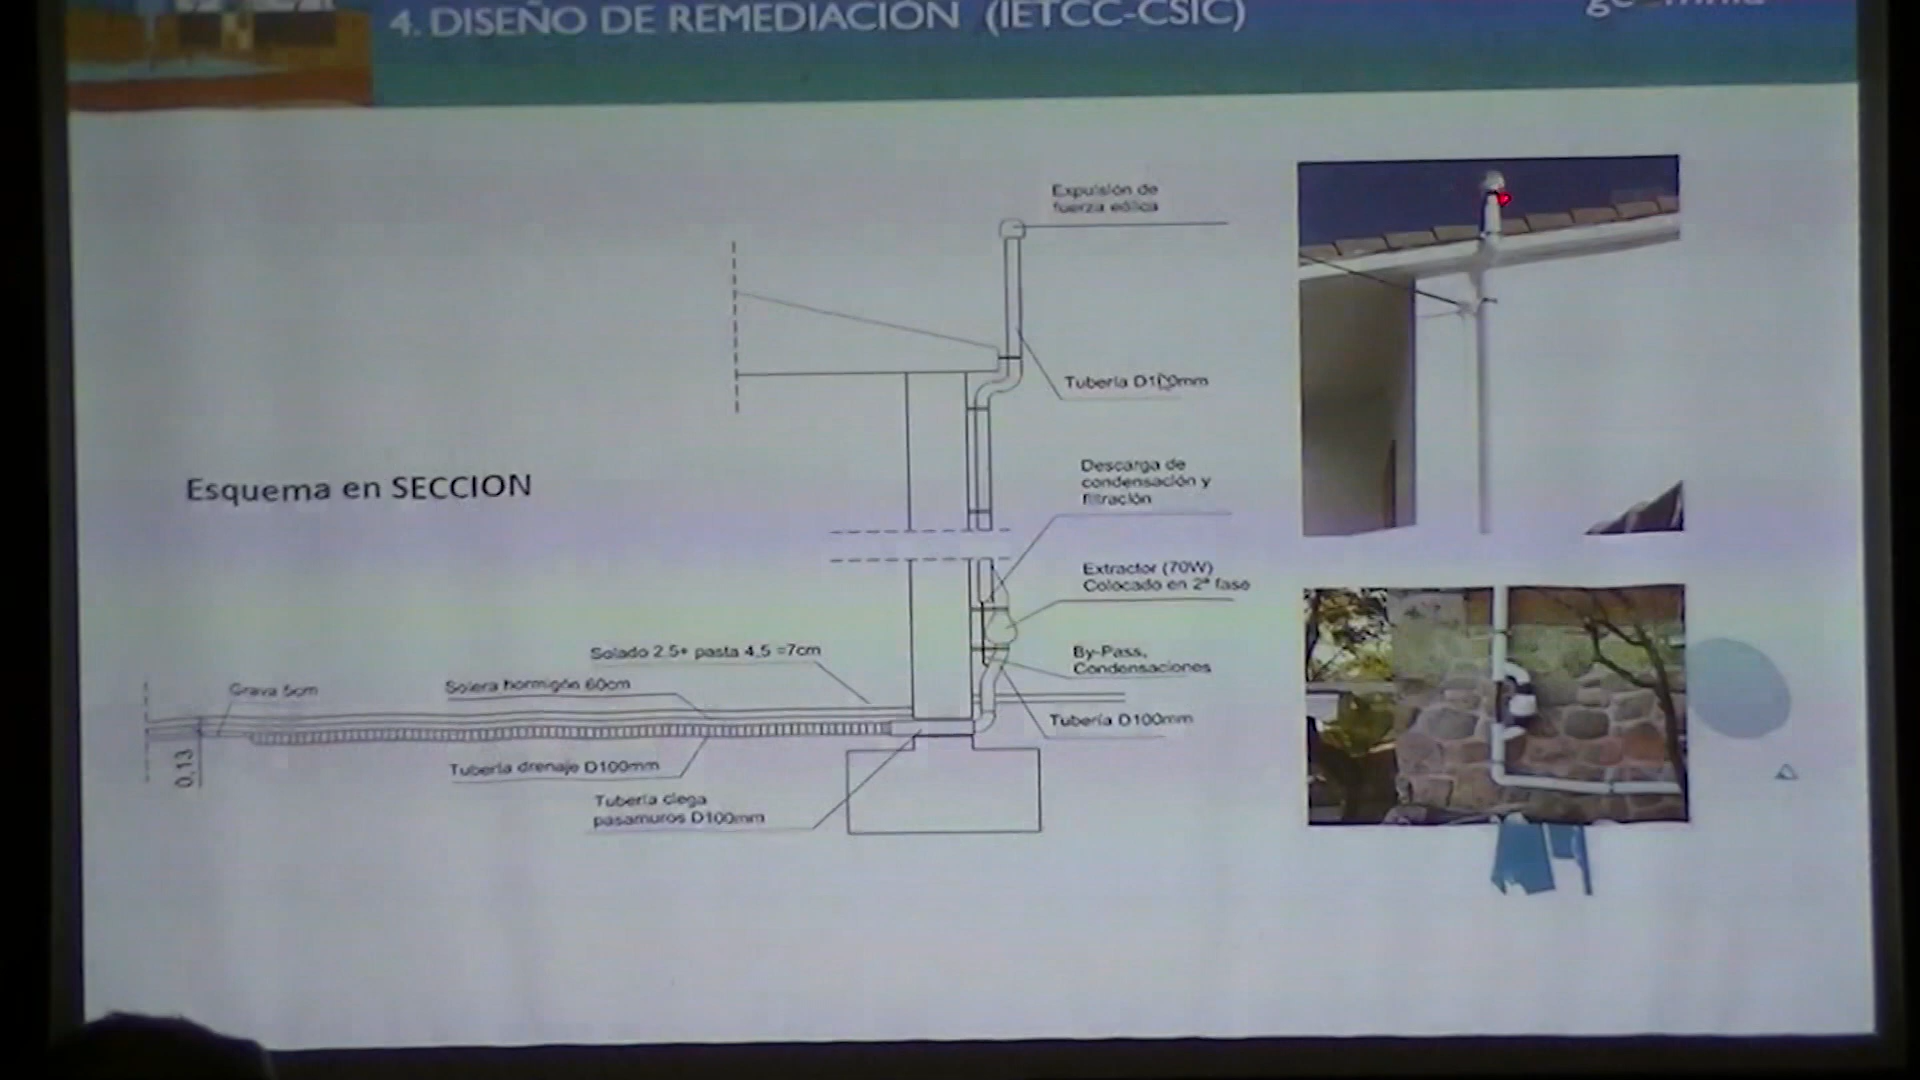 4. DISEÑO DE REMEDIACIÓN (IETCC-CSIC)
Expulsión de
fuerza eólica
Tubería D100mm
Descarga de
condensación y
filtración
Esquema en SECCION
Extractor (70W)
Colocado en 2ª fase
Solado 2.5+ pasta 4,5 =7cm
By-Pass,
Condensaciones
Grava 5cm
Solera hormigón 60cm
Tubería D100mm
0,13
Tubería drenaje D100mm
Tubería ciega
pasamuros D100mm